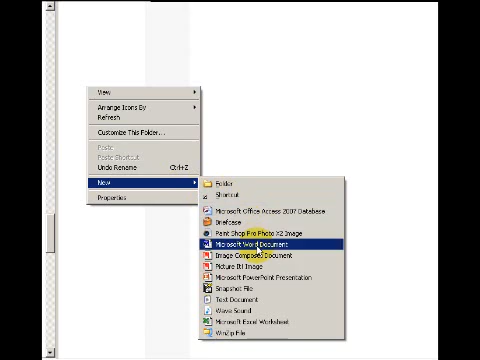 View
Arrange Icons By
Refresh
Customize This Folder...
Paste
Paste Shortcut
Undo Rename Ctrl+Z
New
Properties
Folder
Shortcut
Microsoft Office Access 2007 Database
Briefcase
Paint Shop Pro Photo X2 Image
Microsoft Word Document
Image Composer Document
Picture It! Image
Microsoft PowerPoint Presentation
Snapshot File
Text Document
Wave Sound
Microsoft Excel Worksheet
WinZip File